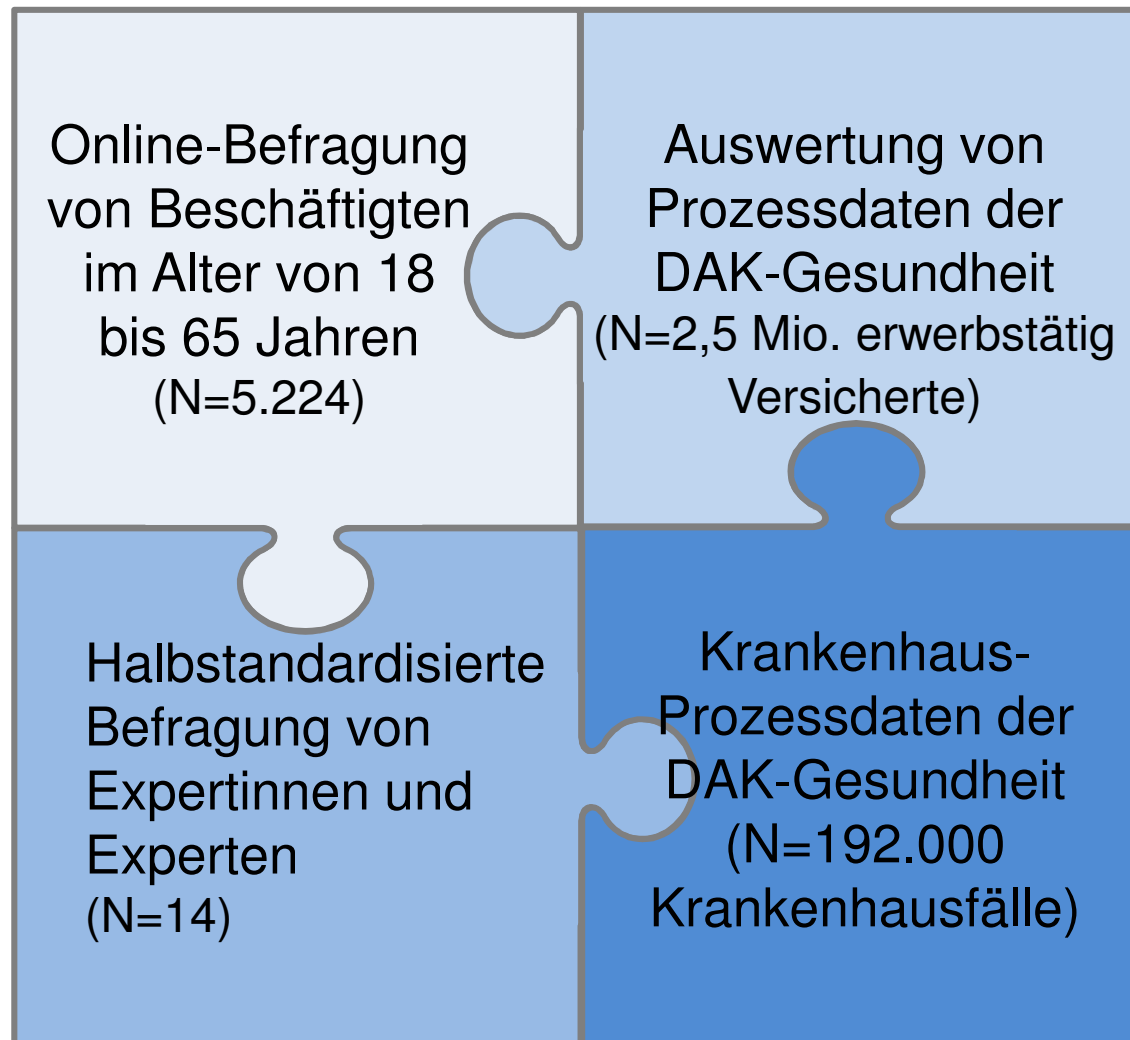 Online-Befragung
von Beschäftigten
im Alter von 18
bis 65 Jahren
(N=5.224)
Auswertung von
Prozessdaten der
DAK-Gesundheit
(N=2,5 Mio. erwerbstätig
Versicherte)
Halbstandardisierte
Befragung von
Expertinnen und
Experten
(N=14)
Krankenhaus-
Prozessdaten der
DAK-Gesundheit
(N=192.000
Krankenhausfälle)